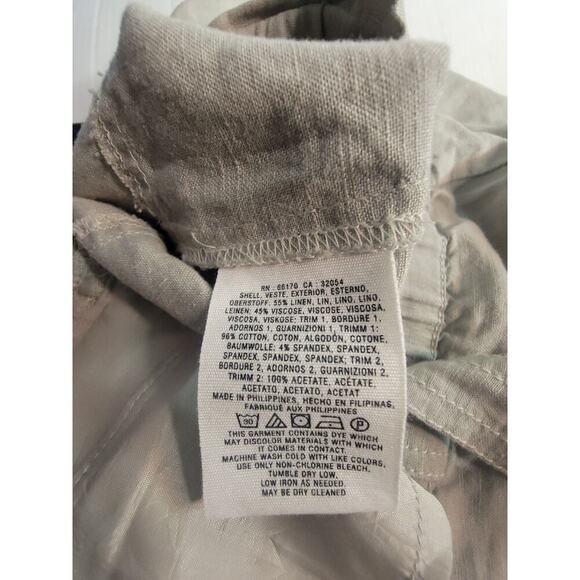 RN : 66170 CA : 32054
SHELL, VESTE, EXTERIOR, ESTERNO,
OBERSTOFF: 55% LINEN, LIN, LINO, LINO,
LEINEN: 45% VISCOSE, VISCOSE, VISCOSA,
VISCOSA, VISKOSE; TRIM 1, BORDURE 1,
ADORNOS 1, GUARNIZIONI 1, TRIMM 1:
96% COTTON, COTON, ALGODÓN, COTONE,
BAUMWOLLE; 4% SPANDEX, SPANDEX,
SPANDEX, SPANDEX, SPANDEX; TRIM 2,
BORDURE 2, ADORNOS 2, GUARNIZIONI 2,
TRIMM 2: 100% ACETATE, ACÉTATE,
ACETATO, ACETATO, ACETAT
MADE IN PHILIPPINES, HECHO EN FILIPINAS,
FABRIQUÉ AUX PHILIPPINES
30 P
THIS GARMENT CONTAINS DYE WHICH
MAY DISCOLOR MATERIALS WITH WHICH
IT COMES IN CONTACT.
MACHINE WASH COLD WITH LIKE COLORS.
USE ONLY NON-CHLORINE BLEACH.
TUMBLE DRY LOW.
LOW IRON AS NEEDED.
MAY BE DRY CLEANED